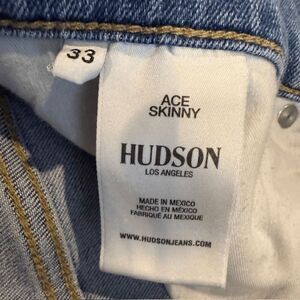 33
ACE
SKINNY
HUDSON
LOS ANGELES
MADE IN MEXICO
HECHO EN MÉXICO
FABRIQUÉ AU MEXIQUE
WWW.HUDSONJEANS.COM